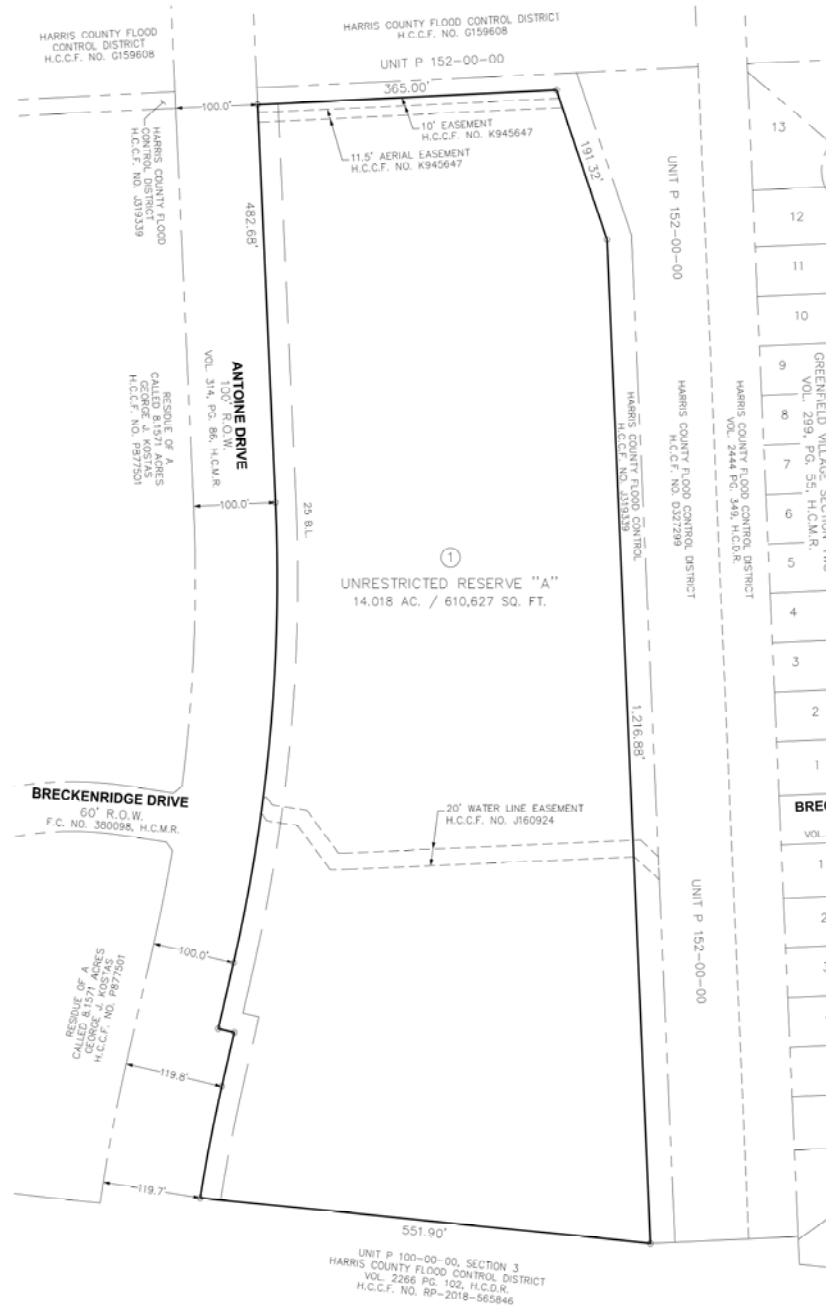 HARRIS COUNTY FLOOD
CONTROL DISTRICT
H.C.C.F. NO. G159608
HARRIS COUNTY FLOOD CONTROL DISTRICT
H.C.C.F. NO. G159608
UNIT P 152-00-00
365.00'
100.0'
10' EASEMENT
H.C.C.F. NO. K945647
11.5' AERIAL EASEMENT
H.C.C.F. NO. K945647
191.32'
HARRIS COUNTY FLOOD
CONTROL DISTRICT
H.C.C.F. NO. J319339
482.68'
UNIT P 152-00-00
13
12
11
10
9
8
7
6
5
4
3
2
1
GREENFIELD VILLAGE SECTION TWO
VOL. 299, PG. 55, H.C.M.R.
ANTOINE DRIVE
100' R.O.W.
VOL. 314, PG. 86, H.C.M.R.
RESIDUE OF A
CALLED 8.1571 ACRES
GEORGE J. KOSTAS
H.C.C.F. NO. P877501
HARRIS COUNTY FLOOD CONTROL
H.C.C.F. NO. J319339
HARRIS COUNTY FLOOD CONTROL DISTRICT
H.C.C.F. NO. D327299
HARRIS COUNTY FLOOD CONTROL DISTRICT
VOL. 2444 PG. 349, H.C.D.R.
100.0'
25 B.L.
1
UNRESTRICTED RESERVE "A"
14.018 AC. / 610,627 SQ. FT.
1,216.88'
BRECKENRIDGE DRIVE
60' R.O.W.
F.C. NO. 380098, H.C.M.R.
20' WATER LINE EASEMENT
H.C.C.F. NO. J160924
VOL.
1
2
UNIT P 152-00-00
100.0'
RESIDUE OF A
CALLED 8.1571 ACRES
GEORGE J. KOSTAS
H.C.C.F. NO. P877501
119.8'
119.7'
551.90'
UNIT P 100-00-00, SECTION 3
HARRIS COUNTY FLOOD CONTROL DISTRICT
VOL. 2266 PG. 102, H.C.D.R.
H.C.C.F. NO. RP-2018-565846